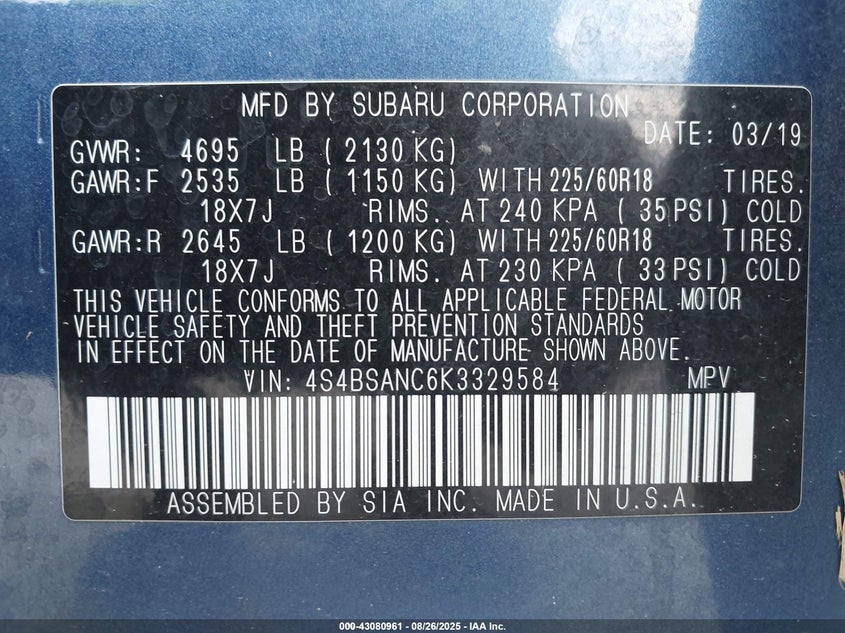 MFD BY SUBARU CORPORATION
DATE: 03/19
GVWR: 4695 LB ( 2130 KG)
GAWR:F 2535 LB ( 1150 KG) WITH 225/60R18 TIRES.
18X7J RIMS. AT 240 KPA ( 35 PSI) COLD
GAWR:R 2645 LB ( 1200 KG) WITH 225/60R18 TIRES.
18X7J RIMS. AT 230 KPA ( 33 PSI) COLD
THIS VEHICLE CONFORMS TO ALL APPLICABLE FEDERAL MOTOR
VEHICLE SAFETY AND THEFT PREVENTION STANDARDS
IN EFFECT ON THE DATE OF MANUFACTURE SHOWN ABOVE.
VIN: 4S4BSANC6K3329584 MPV
ASSEMBLED BY SIA INC. MADE IN U.S.A.
000-43080961 - 08/26/2025 - IAA Inc.